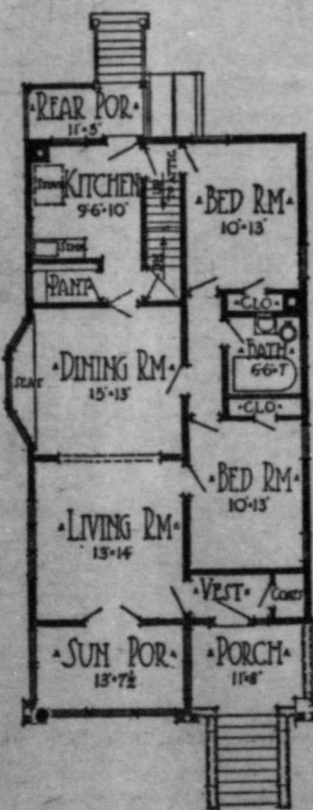 REAR POR.
11'-5"
KITCHEN
9'-6"-10'
BED RM
10'-13'
SINK
PANT.
CLO.
BATH
6'-6"-7'
SEAT
DINING RM
15'-13'
CLO.
BED RM
10'-13'
LIVING RM
13'-14'
VEST.
COATS
SUN POR.
13'-7½
PORCH
11'-8"